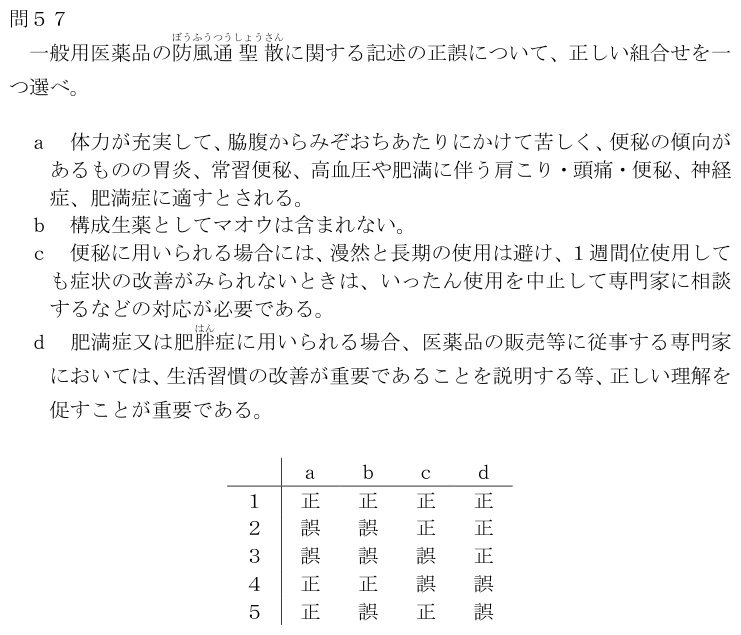 問５７
ぼうふうつうしょうさん
一般用医薬品の防風通聖散に関する記述の正誤について、正しい組合せを一
つ選べ。
a 体力が充実して、脇腹からみぞおちあたりにかけて苦しく、便秘の傾向が
あるものの胃炎、常習便秘、高血圧や肥満に伴う肩こり・頭痛・便秘、神経
症、肥満症に適すとされる。
b 構成生薬としてマオウは含まれない。
c 便秘に用いられる場合には、漫然と長期の使用は避け、１週間位使用して
も症状の改善がみられないときは、いったん使用を中止して専門家に相談
するなどの対応が必要である。
はん
d 肥満症又は肥胖症に用いられる場合、医薬品の販売等に従事する専門家
においては、生活習慣の改善が重要であることを説明する等、正しい理解を
促すことが重要である。
a b c d
1 正 正 正 正
2 誤 誤 正 正
3 誤 誤 誤 正
4 正 正 誤 誤
5 正 誤 正 誤